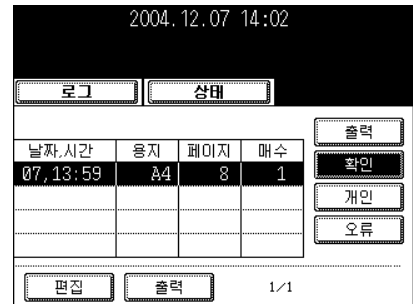 2004.12.07 14:02
로그 상태
출력
날짜,시간 용지 페이지 매수
확인
07,13:59 A4 8 1
개인
오류
편집 출력 1/1